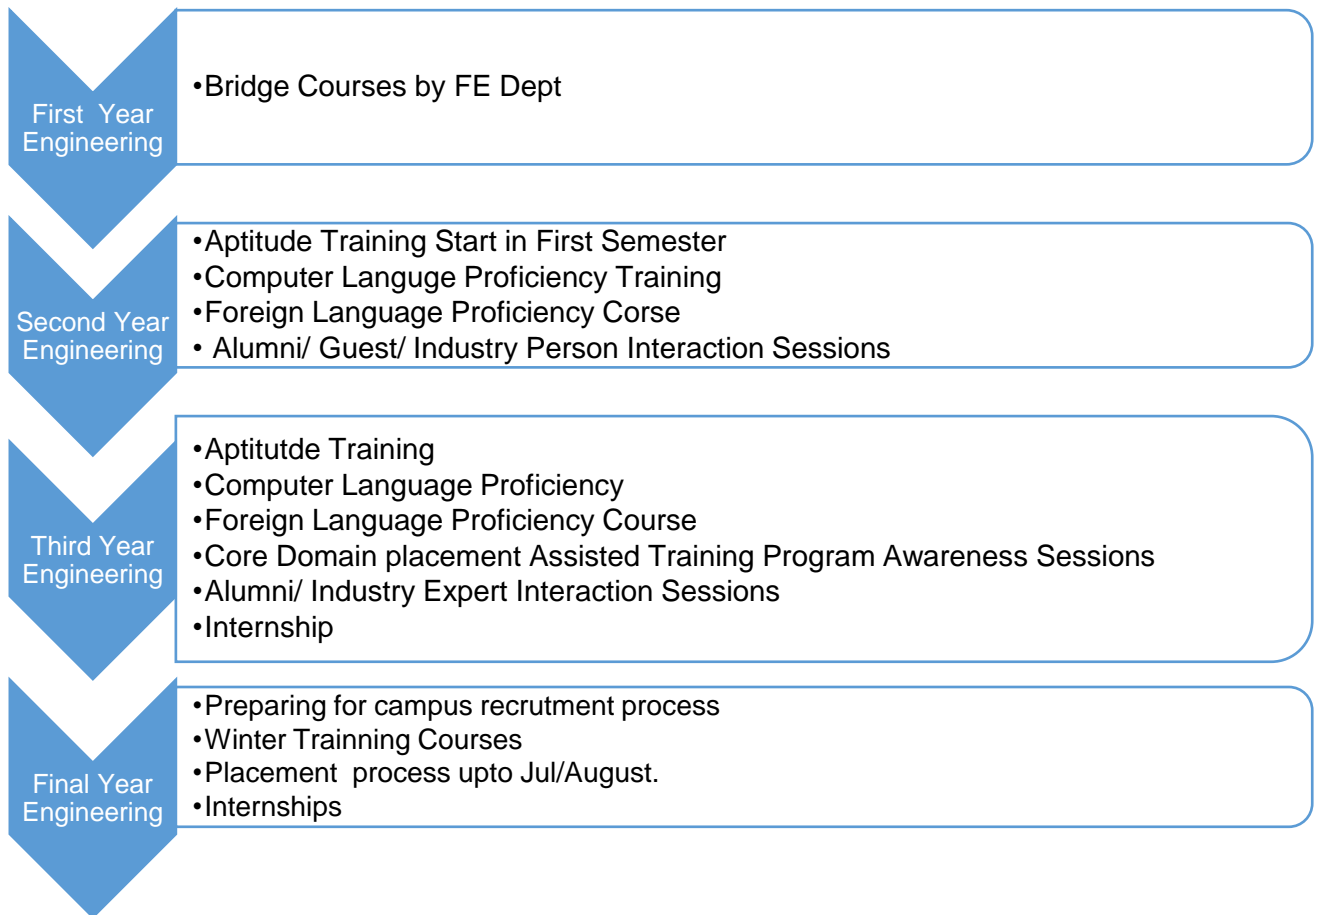 First Year
Engineering
•Bridge Courses by FE Dept
Second Year
Engineering
•Aptitude Training Start in First Semester
•Computer Languge Proficiency Training
•Foreign Language Proficiency Corse
• Alumni/ Guest/ Industry Person Interaction Sessions
Third Year
Engineering
•Aptitutde Training
•Computer Language Proficiency
•Foreign Language Proficiency Course
•Core Domain placement Assisted Training Program Awareness Sessions
•Alumni/ Industry Expert Interaction Sessions
•Internship
Final Year
Engineering
•Preparing for campus recrutment process
•Winter Trainning Courses
•Placement process upto Jul/August.
•Internships